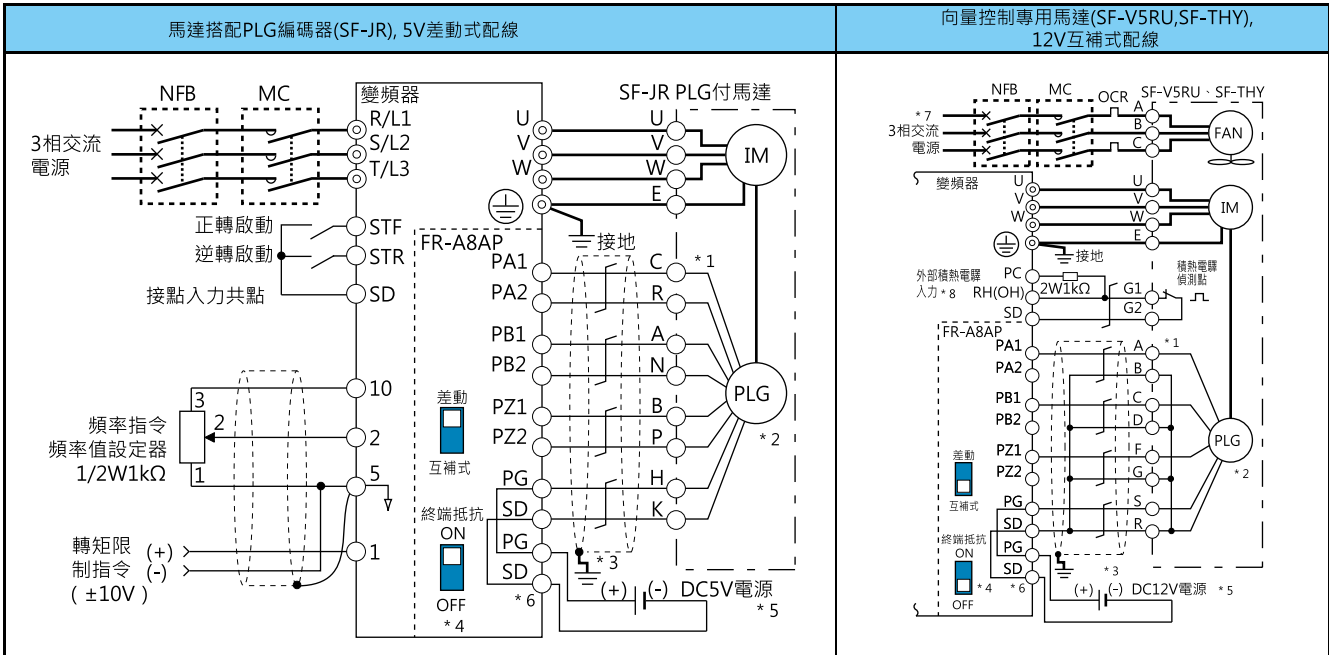 馬達搭配PLG編碼器(SF-JR), 5V差動式配線
NFB
MC
3相交流
電源
變頻器
R/L1
S/L2
T/L3
正轉啟動
逆轉啟動
接點入力共點
STF
STR
SD
3
2
1
頻率指令
頻率值設定器
1/2W1kΩ
10
2
5
1
轉矩限
制指令
(±10V)
(+)
(-)
SF-JR PLG付馬達
U
V
W
U
V
W
E
IM
接地
FR-A8AP
PA1
PA2
PB1
PB2
PZ1
PZ2
PG
SD
PG
SD
C
R
A
N
B
P
H
K
*1
PLG
*2
差動
互補式
終端抵抗
ON
OFF
*4
*3
*6
(+)
(-)
DC5V電源
*5
向量控制專用馬達(SF-V5RU,SF-THY),
12V互補式配線
NFB
MC
OCR
SF-V5RU、SF-THY
*7
3相交流
電源
A
B
C
FAN
變頻器
U
V
W
U
V
W
E
IM
接地
外部積熱電驛
入力*8
PC
RH(OH)
SD
2W1kΩ
G1
G2
積熱電驛
偵測點
FR-A8AP
PA1
PA2
PB1
PB2
PZ1
PZ2
PG
SD
PG
SD
A
B
C
D
F
G
S
R
*1
PLG
*2
差動
互補式
終端抵抗
ON
OFF
*4
*6
*3
(+)
(-)
DC12V電源
*5